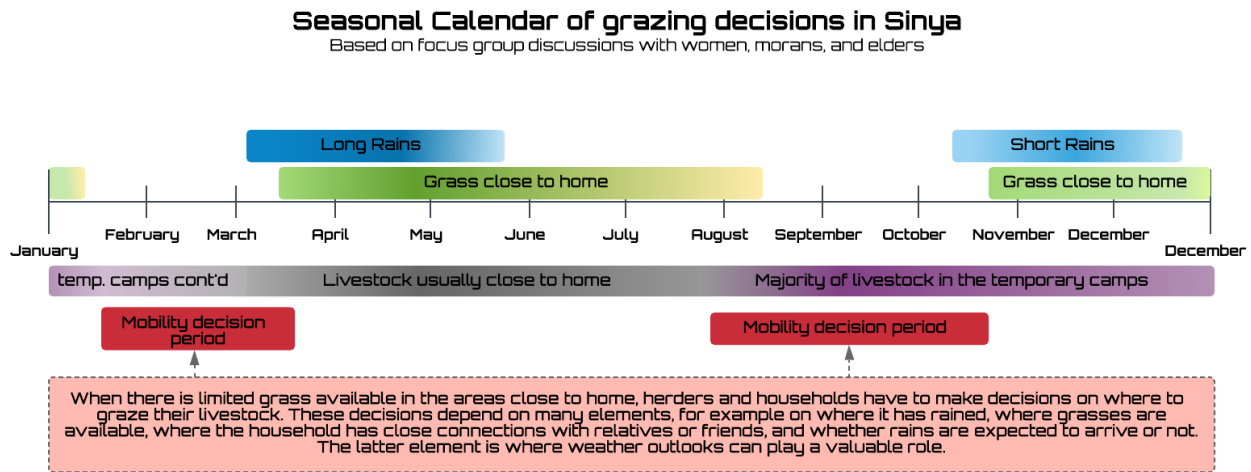 Seasonal Calendar of grazing decisions in Sinya
Based on focus group discussions with women, morans, and elders
Long Rains
Short Rains
Grass close to home
Grass close to home
January
February
March
April
May
June
July
August
September
October
November
December
December
temp. camps cont'd
Livestock usually close to home
Majority of livestock in the temporary camps
Mobility decision
period
Mobility decision period
When there is limited grass available in the areas close to home, herders and households have to make decisions on where to
graze their livestock. These decisions depend on many elements, for example on where it has rained, where grasses are
available, where the household has close connections with relatives or friends, and whether rains are expected to arrive or not.
The latter element is where weather outlooks can play a valuable role.